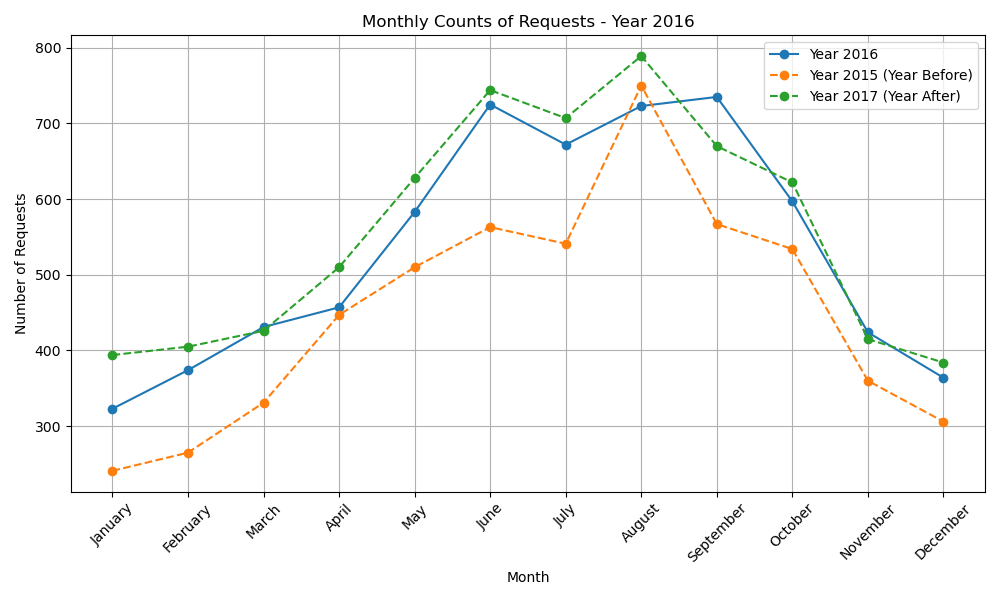 Monthly Counts of Requests - Year 2016
Year 2016
Year 2015 (Year Before)
Year 2017 (Year After)
Number of Requests
800
700
600
500
400
300
January
February
March
April
May
June
July
August
September
October
November
December
Month